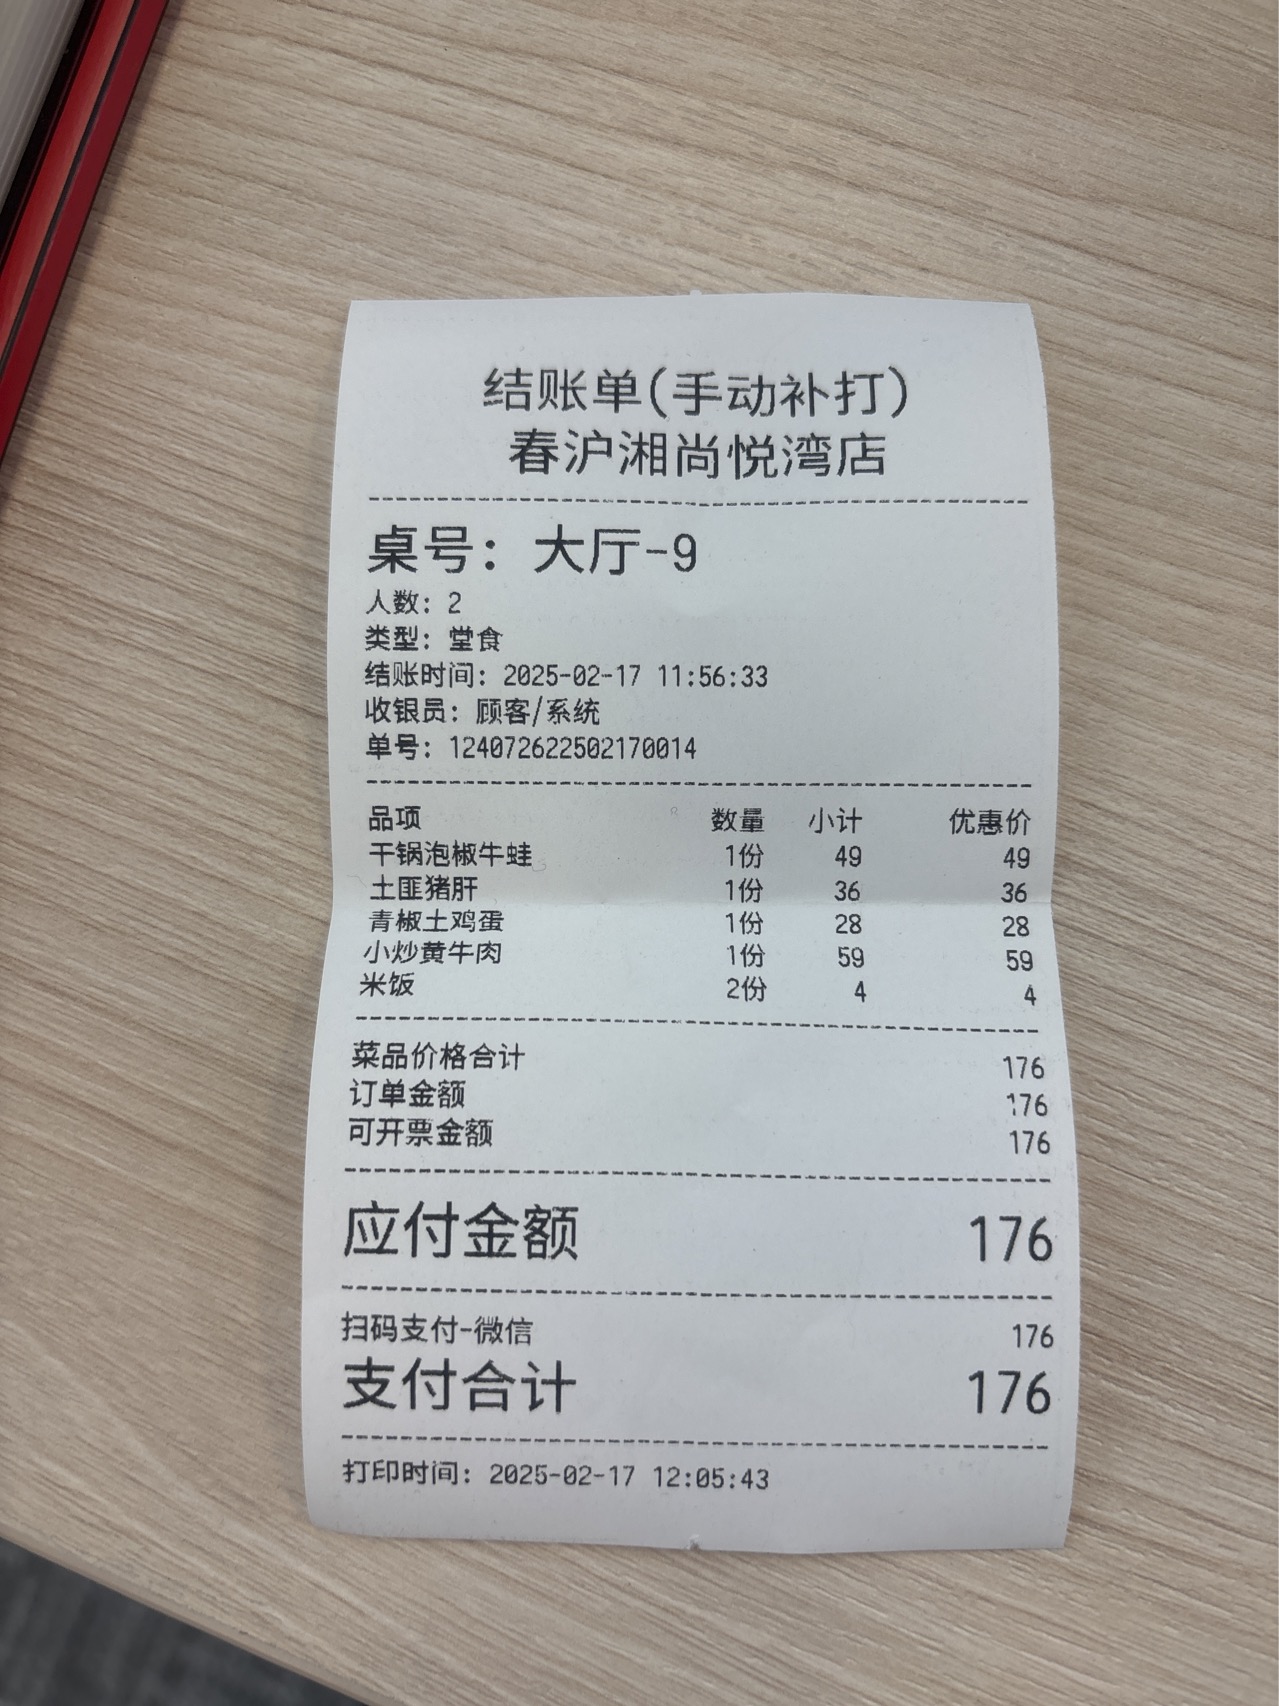 结账单(手动补打)
春沪湘尚悦湾店
桌号: 大厅-9
人数: 2
类型: 堂食
结账时间: 2025-02-17 11:56:33
收银员: 顾客/系统
单号: 124072622502170014
品项 数量 小计 优惠价
干锅泡椒牛蛙 1份 49 49
土匪猪肝 1份 36 36
青椒土鸡蛋 1份 28 28
小炒黄牛肉 1份 59 59
米饭 2份 4 4
菜品价格合计 176
订单金额 176
可开票金额 176
应付金额 176
扫码支付-微信 176
支付合计 176
打印时间: 2025-02-17 12:05:43